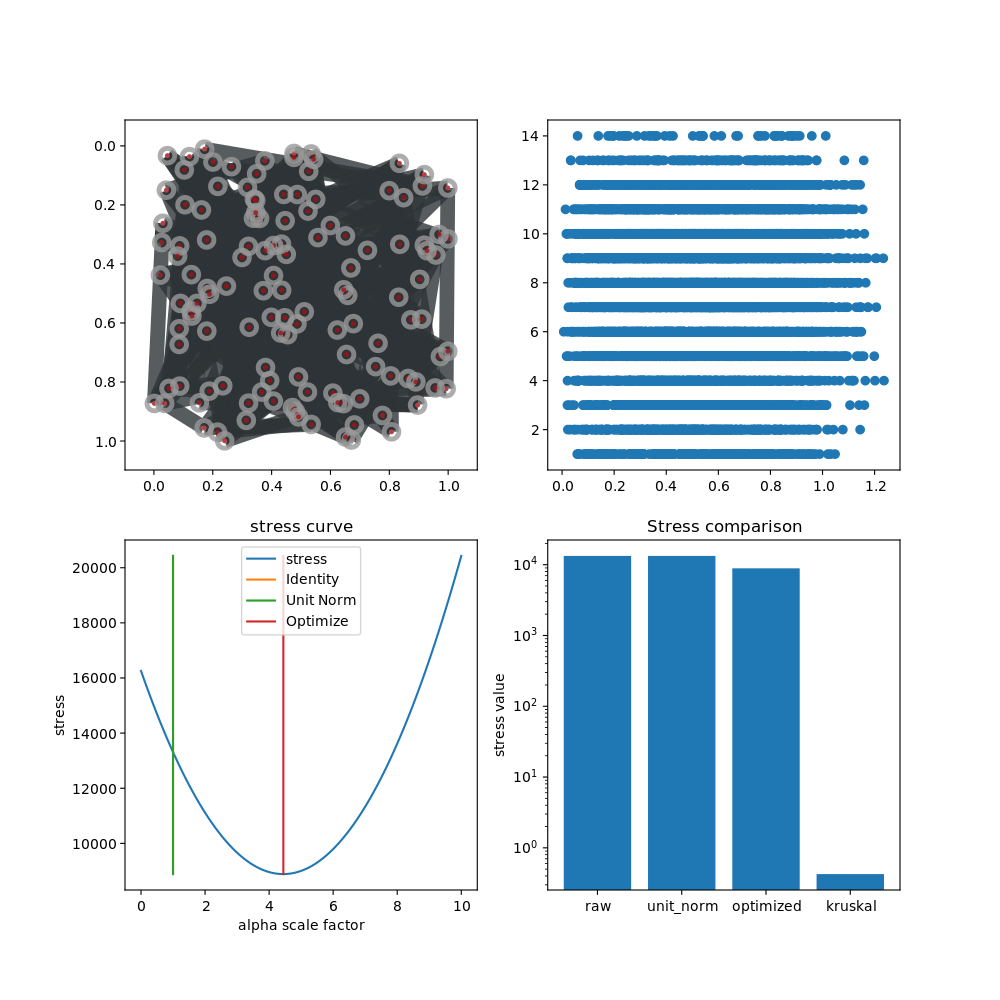 0.0
0.2
0.4
0.6
0.8
1.0
0.0 0.2 0.4 0.6 0.8 1.0
14
12
10
8
6
4
2
0.0 0.2 0.4 0.6 0.8 1.0 1.2
stress curve
20000
18000
16000
14000
12000
10000
stress
stress
Identity
Unit Norm
Optimize
0 2 4 6 8 10
alpha scale factor
Stress comparison
10^4
10^3
10^2
10^1
10^0
stress value
raw unit_norm optimized kruskal